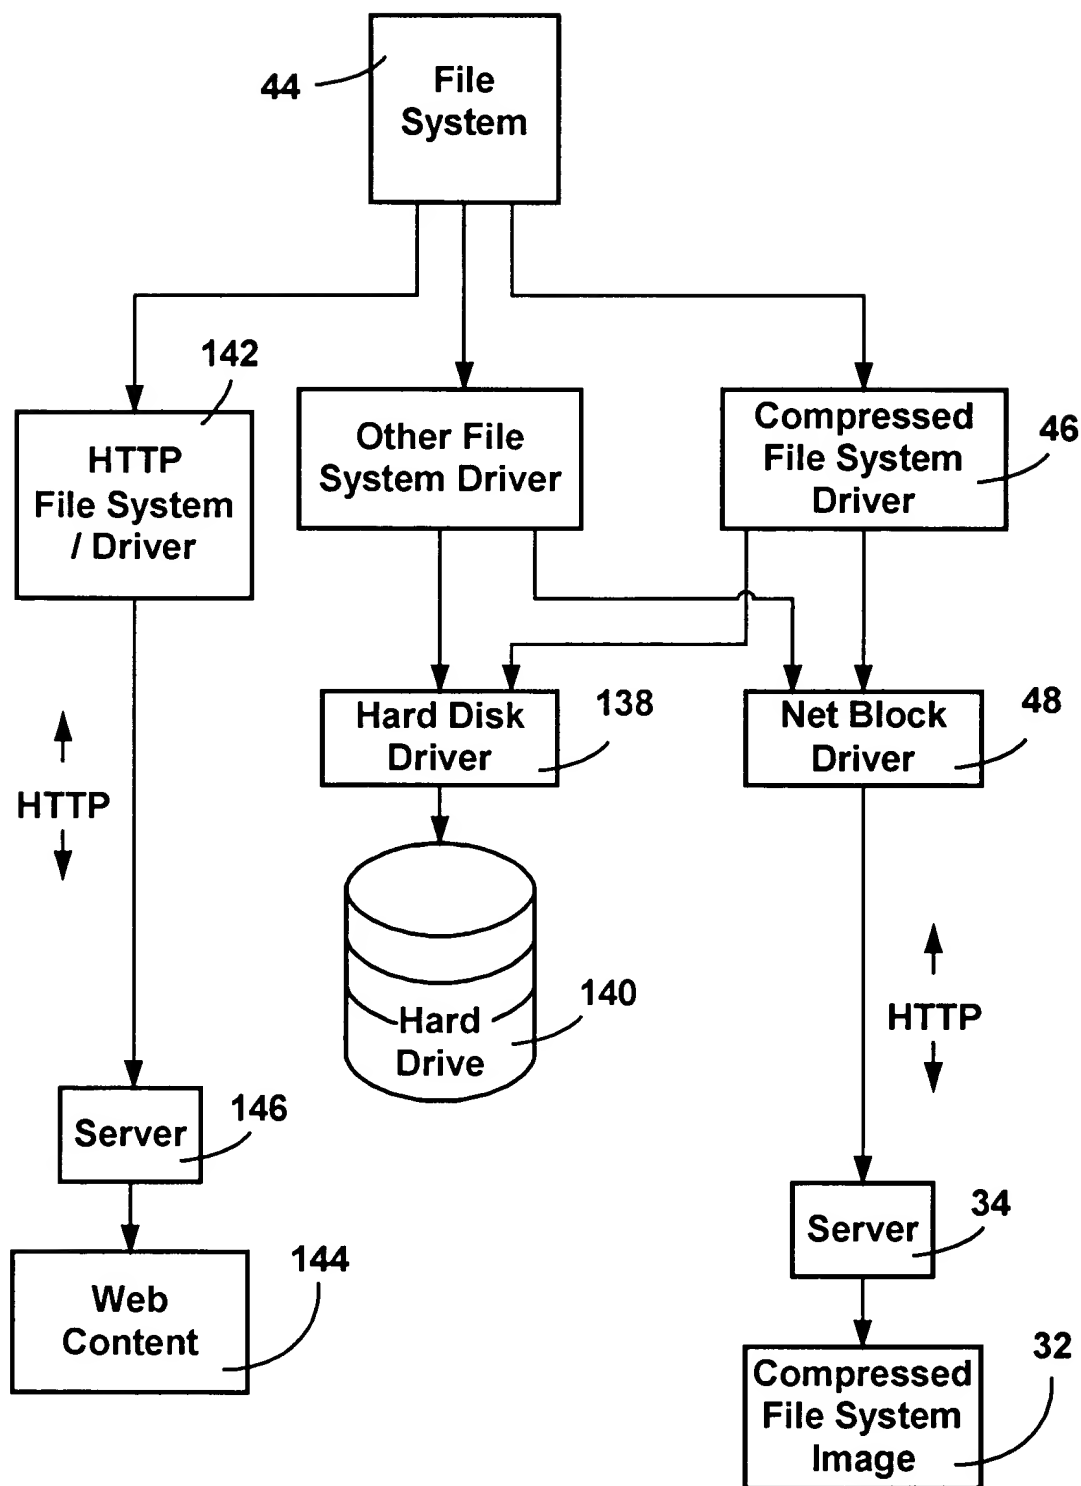 44
File
System
142
HTTP
File System
/ Driver
Other File
System Driver
Compressed
File System
Driver
46
Hard Disk
Driver
138
Net Block
Driver
48
HTTP
Hard
Drive
140
HTTP
Server
146
Web
Content
144
Server
34
Compressed
File System
Image
32